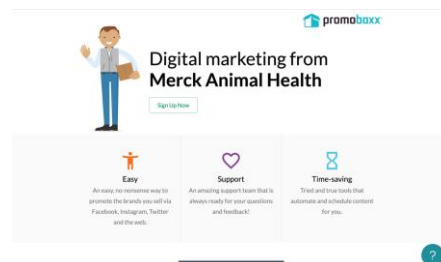 promoboxx
Digital marketing from
Merck Animal Health
Sign Up Now
Easy
An easy, no nonsense way to
promote the brands you sell via
Facebook, Instagram, Twitter
and the web.
Support
An amazing support team that is
always ready for your questions
and feedback!
Time-saving
Tried and true tools that
automate and schedule content
for you.
?